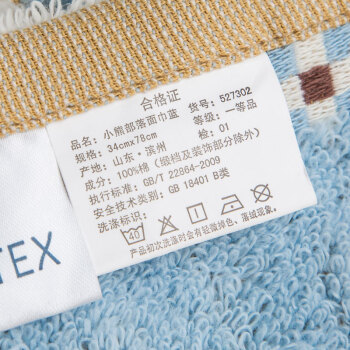 合格证
品名：小熊部落面巾蓝 货号：527302
规格：34cmx78cm 等级：一等品
产地：山东·滨州 检：01
成分：100%棉（缎档及装饰部分除外）
执行标准：GB/T 22864-2009
安全技术类别：GB 18401 B类
洗涤标识：
40
产品初次洗涤时会有轻微掉色、落绒现象。
TEX